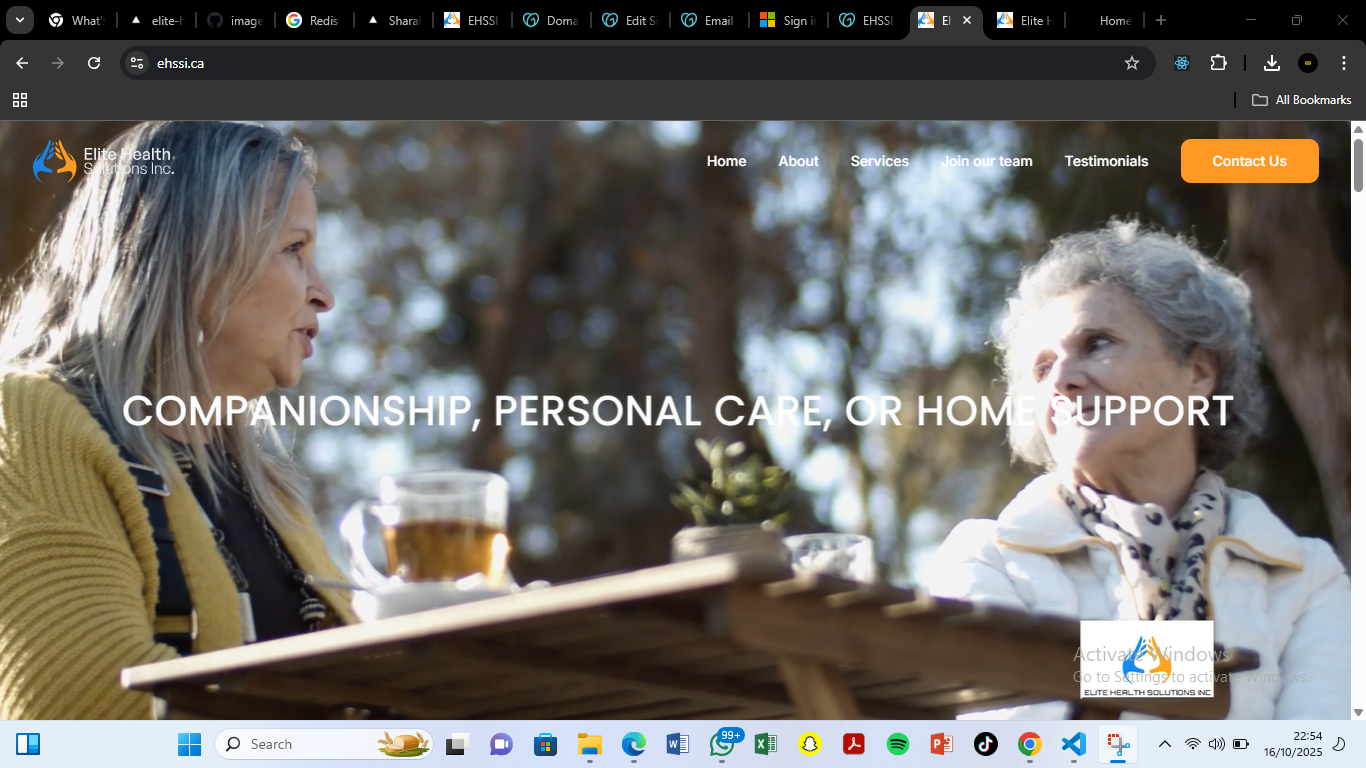 What's
elite-h
image
Redis
Sharal
EHSSI
Doma
Edit S
Email
Sign i
EHSSI
El
Elite H
Home
ehssi.ca
All Bookmarks
Elite Health
Solutions Inc.
Home
About
Services
Join our team
Testimonials
Contact Us
COMPANIONSHIP, PERSONAL CARE, OR HOME SUPPORT
Activate Windows
Go to Settings to activate Windows.
ELITE HEALTH SOLUTIONS INC
Search
99+
22:54
16/10/2025